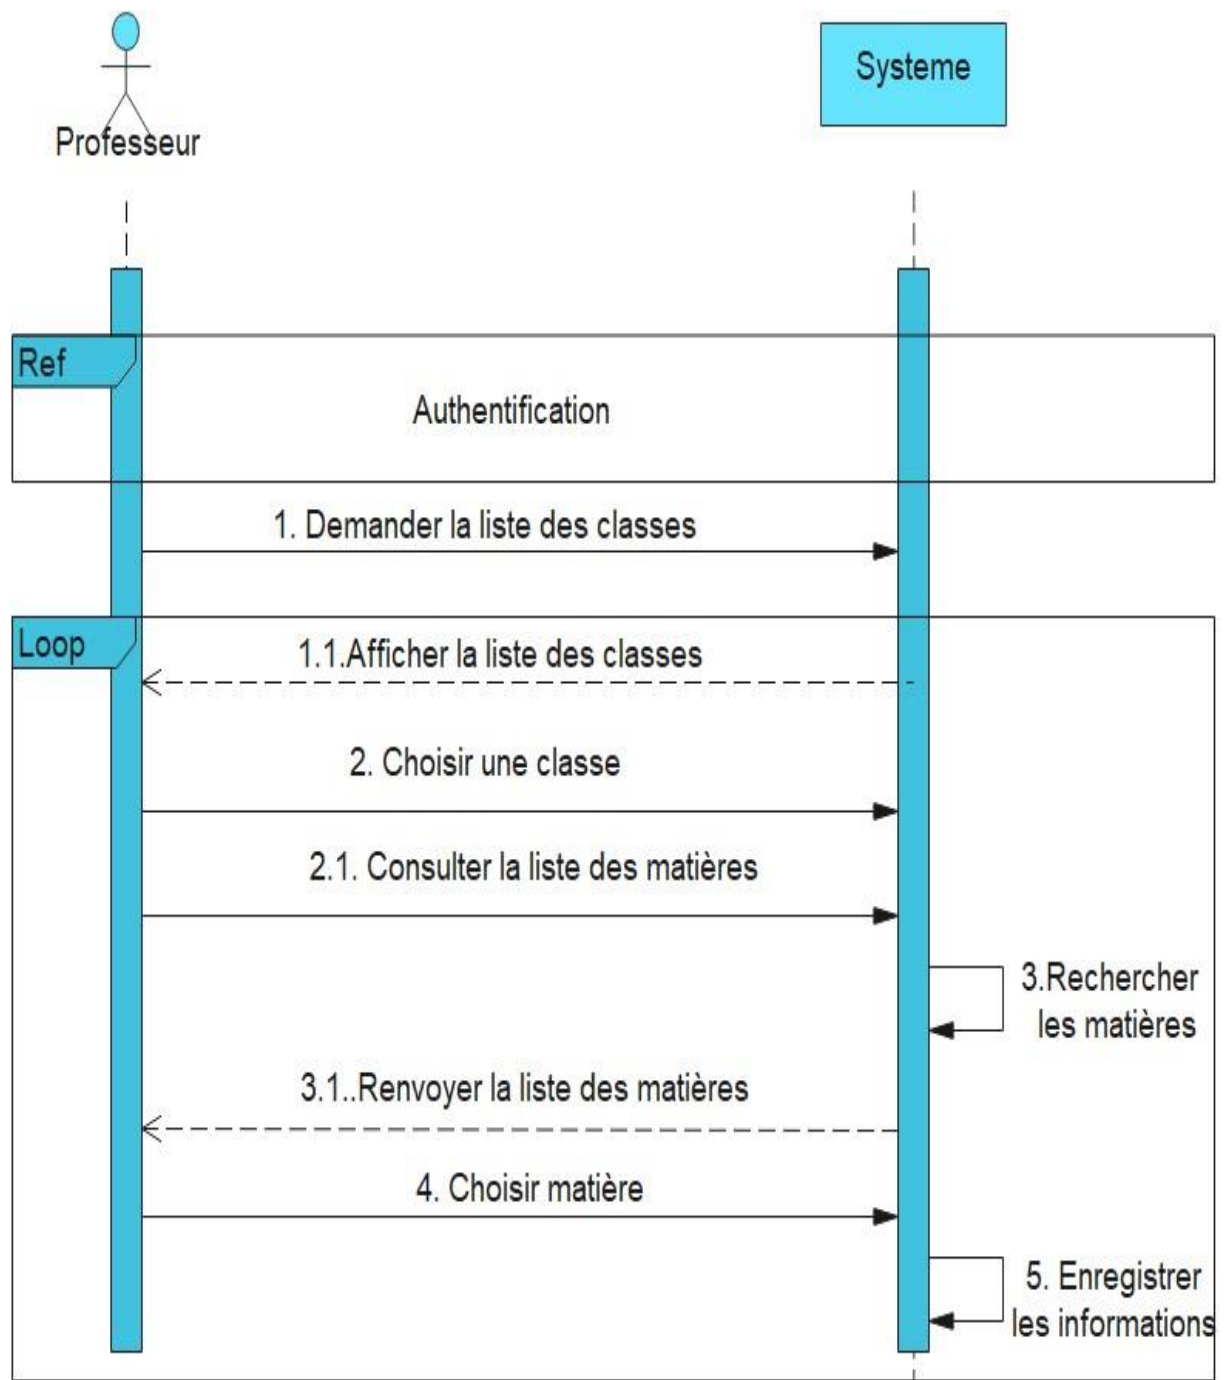 Professeur
Systeme
Ref
Authentification
1. Demander la liste des classes
Loop
1.1.Afficher la liste des classes
2. Choisir une classe
2.1. Consulter la liste des matières
3.Rechercher
les matières
3.1..Renvoyer la liste des matières
4. Choisir matière
5. Enregistrer
les informations